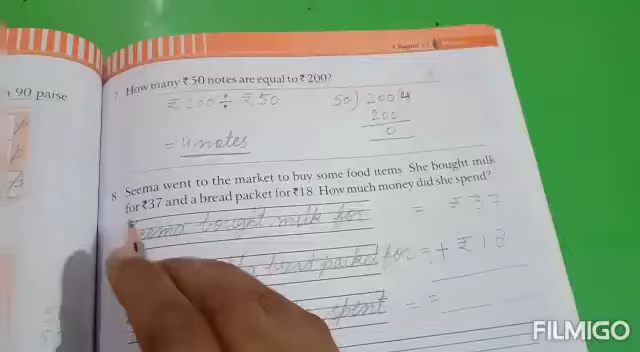 Chapter 13
90 paise
7 How many ₹ 50 notes are equal to ₹ 200?
₹ 200 ÷ ₹ 50
50) 200 (4
200
0
= 4 notes
8 Seema went to the market to buy some food items. She bought milk
for ₹37 and a bread packet for ₹18. How much money did she spend?
Seema bought milk for = ₹ 37
bread packet for = + ₹ 18
spent = =
FILMIGO